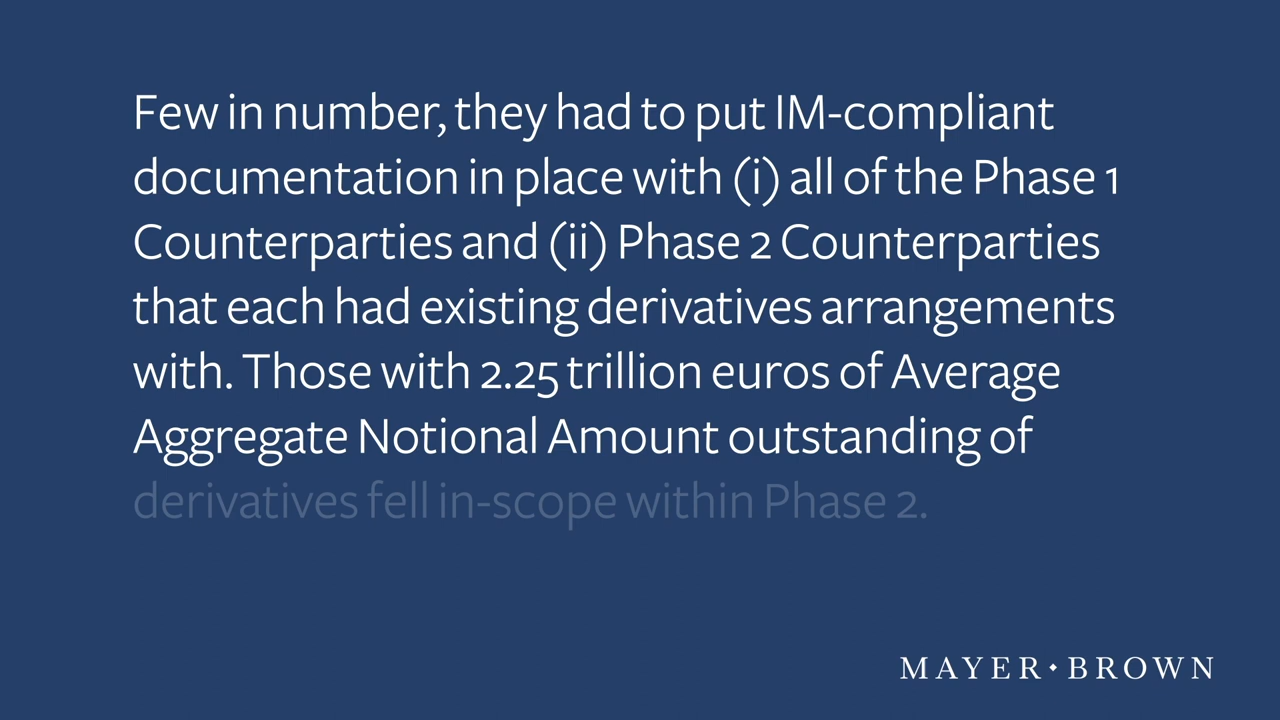 Few in number, they had to put IM-compliant
documentation in place with (i) all of the Phase 1
Counterparties and (ii) Phase 2 Counterparties
that each had existing derivatives arrangements
with. Those with 2.25 trillion euros of Average
Aggregate Notional Amount outstanding of
derivatives fell in-scope within Phase 2.
MAYER•BROWN